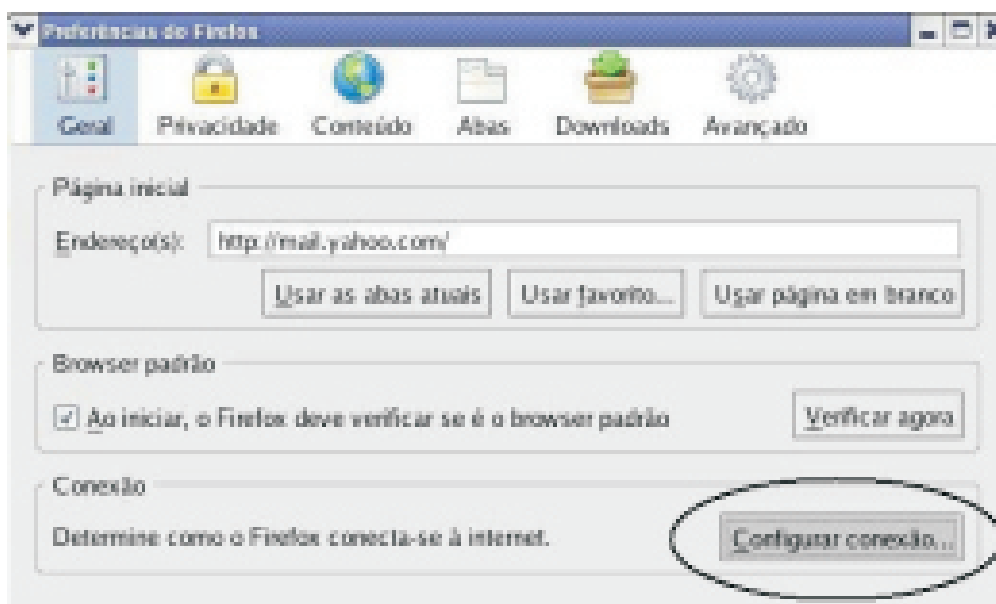 Preferências do Firefox
Geral Privacidade Conteúdo Abas Downloads Avançado
Página inicial
Endereço(s): http://mail.yahoo.com/
Usar as abas atuais Usar favorito... Usar página em branco
Browser padrão
Ao iniciar, o Firefox deve verificar se é o browser padrão Verificar agora
Conexão
Determine como o Firefox conecta-se à internet. Configurar conexão...